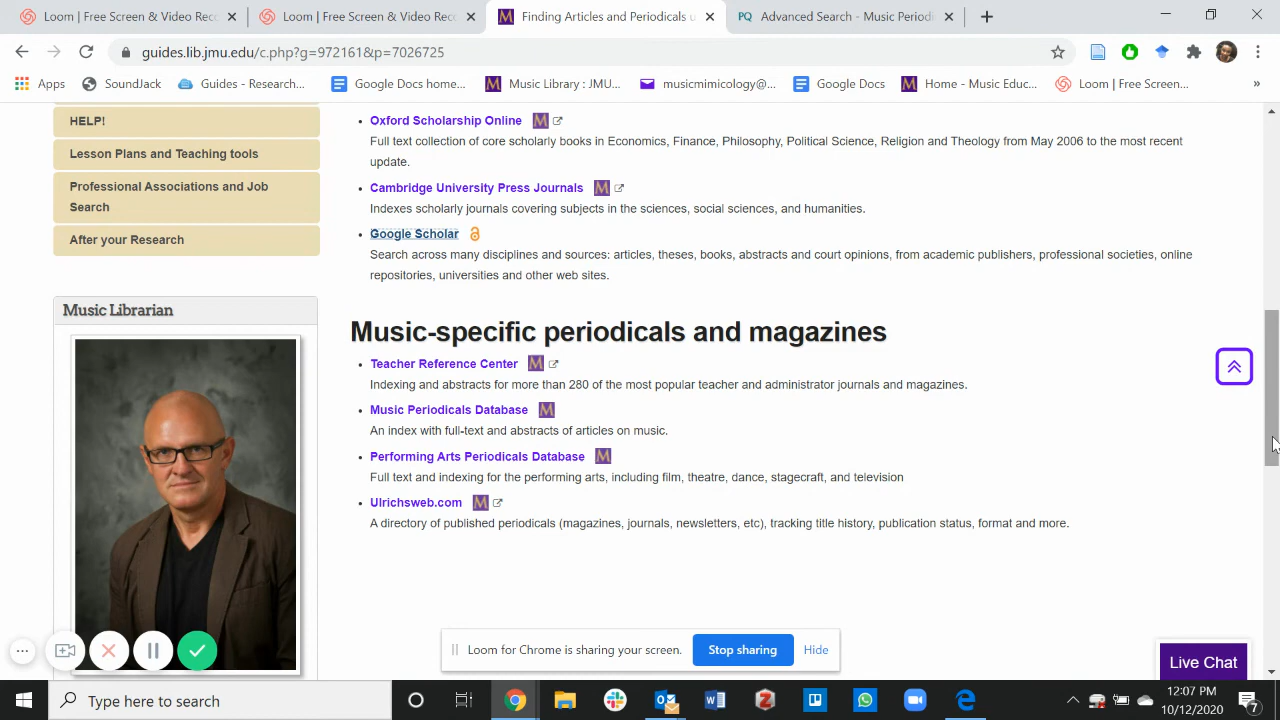 Loom | Free Screen & Video Rec
Loom | Free Screen & Video Rec
Finding Articles and Periodicals u
PQ Advanced Search - Music Period
guides.lib.jmu.edu/c.php?g=972161&p=7026725
Apps
SoundJack
Guides - Research...
Google Docs home...
Music Library : JMU...
musicmimicology@...
Google Docs
Home - Music Educ...
Loom | Free Screen...
»
HELP!
Lesson Plans and Teaching tools
Professional Associations and Job
Search
After your Research
Music Librarian
Oxford Scholarship Online
Full text collection of core scholarly books in Economics, Finance, Philosophy, Political Science, Religion and Theology from May 2006 to the most recent
update.
Cambridge University Press Journals
Indexes scholarly journals covering subjects in the sciences, social sciences, and humanities.
Google Scholar
Search across many disciplines and sources: articles, theses, books, abstracts and court opinions, from academic publishers, professional societies, online
repositories, universities and other web sites.
Music-specific periodicals and magazines
Teacher Reference Center
Indexing and abstracts for more than 280 of the most popular teacher and administrator journals and magazines.
Music Periodicals Database
An index with full-text and abstracts of articles on music.
Performing Arts Periodicals Database
Full text and indexing for the performing arts, including film, theatre, dance, stagecraft, and television
Ulrichsweb.com
A directory of published periodicals (magazines, journals, newsletters, etc), tracking title history, publication status, format and more.
Loom for Chrome is sharing your screen.
Stop sharing
Hide
Live Chat
Type here to search
12:07 PM
10/12/2020
7